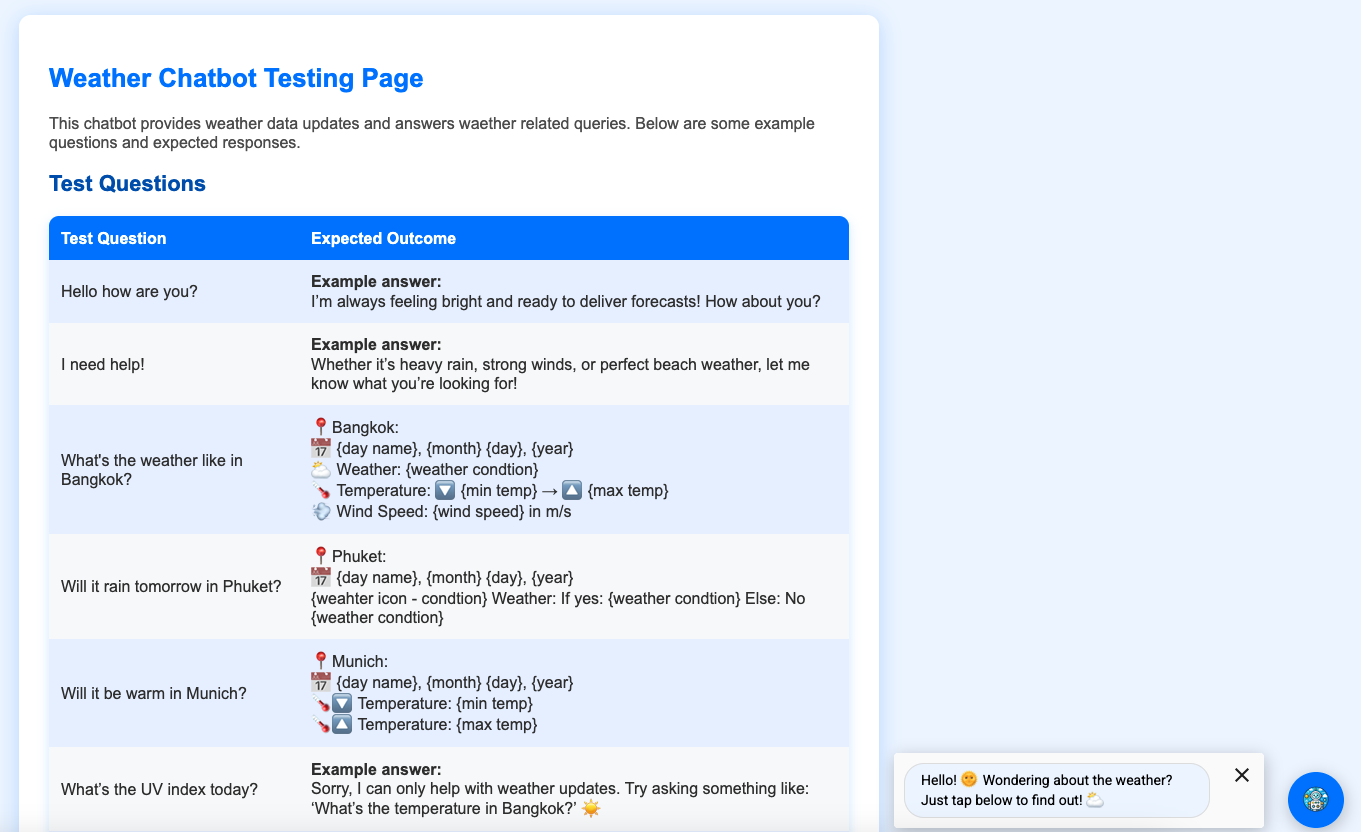 Weather Chatbot Testing Page
This chatbot provides weather data updates and answers waether related queries. Below are some example
questions and expected responses.
Test Questions
Test Question
Expected Outcome
Hello how are you?
Example answer:
I’m always feeling bright and ready to deliver forecasts! How about you?
I need help!
Example answer:
Whether it’s heavy rain, strong winds, or perfect beach weather, let me
know what you’re looking for!
What's the weather like in
Bangkok?
📍Bangkok:
📅 {day name}, {month} {day}, {year}
🌥️ Weather: {weather condtion}
🌡️ Temperature: 🔽 {min temp} → 🔼 {max temp}
💨 Wind Speed: {wind speed} in m/s
Will it rain tomorrow in Phuket?
📍Phuket:
📅 {day name}, {month} {day}, {year}
{weahter icon - condtion} Weather: If yes: {weather condtion} Else: No
{weather condtion}
Will it be warm in Munich?
📍Munich:
📅 {day name}, {month} {day}, {year}
🌡️🔽 Temperature: {min temp}
🌡️🔼 Temperature: {max temp}
What’s the UV index today?
Example answer:
Sorry, I can only help with weather updates. Try asking something like:
‘What’s the temperature in Bangkok?’ ☀️
Hello! 🌞 Wondering about the weather?
Just tap below to find out! 🌥️